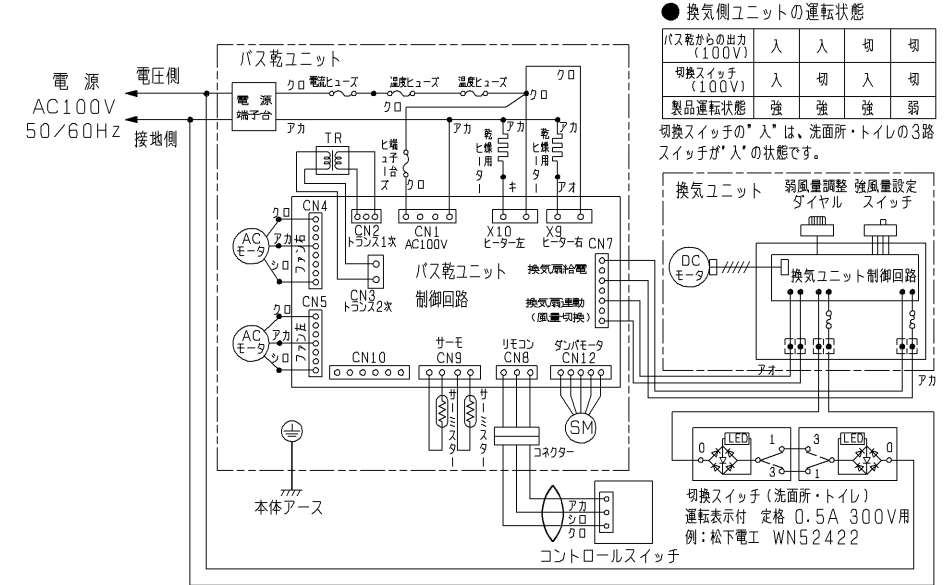 ● 換気側ユニットの運転状態
バス乾からの出力
(100V)
入 入 切 切
切換スイッチ
(100V)
入 切 入 切
製品運転状態 強 強 強 弱
切換スイッチの"入"は、洗面所・トイレの3路
スイッチが"入"の状態です。
電源
AC100V
50/60Hz
電圧側
接地側
バス乾ユニット
電源
端子台
クロ
電流ヒューズ
温度ヒューズ
温度ヒューズ
クロ
クロ
クロ
アカ
TR
端子台
ヒューズ
クロ
アカ
乾燥用
ヒーター
アカ
キ
乾燥用
ヒーター
アカ
アオ
CN4
CN2
トランス1次
CN1
AC100V
X10
ヒーター左
X9
ヒーター右
CN7
クロ
アカ
シロ
ACモータ
ファン右
CN3
トランス2次
バス乾ユニット
制御回路
換気扇給電
換気扇連動
(風量切換)
CN5
クロ
アカ
シロ
ACモータ
ファン左
CN10
サーモ
CN9
リモコン
CN8
ダンパモータ
CN12
サーミスター
サーミスター
SM
コネクター
本体アース
アカ
シロ
クロ
コントロールスイッチ
換気ユニット
弱風量調整
ダイヤル
強風量設定
スイッチ
DC
モータ
換気ユニット制御回路
アオ
アカ
0
LED
1
3
3
1
LED
0
切換スイッチ(洗面所・トイレ)
運転表示付 定格 0.5A 300V用
例:松下電工 WN52422